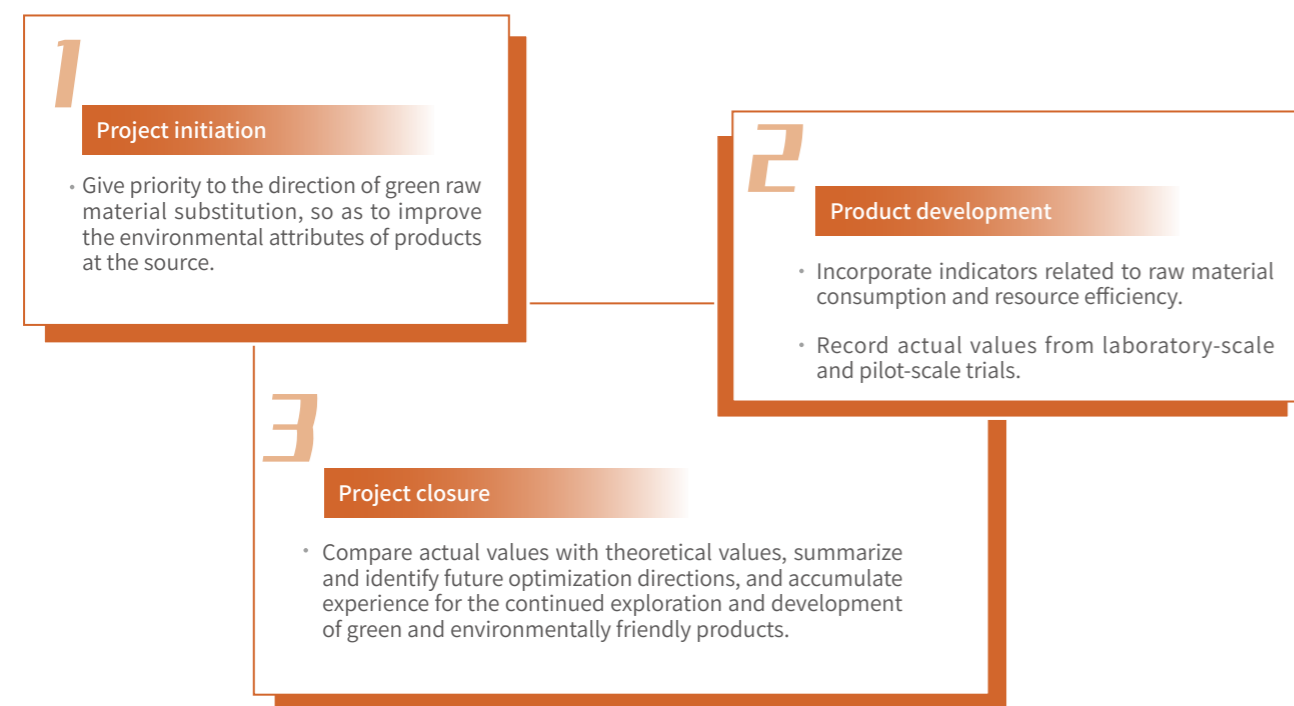 1
Project initiation
• Give priority to the direction of green raw
material substitution, so as to improve
the environmental attributes of products
at the source.
2
Product development
• Incorporate indicators related to raw material
consumption and resource efficiency.
• Record actual values from laboratory-scale
and pilot-scale trials.
3
Project closure
• Compare actual values with theoretical values, summarize
and identify future optimization directions, and accumulate
experience for the continued exploration and development
of green and environmentally friendly products.